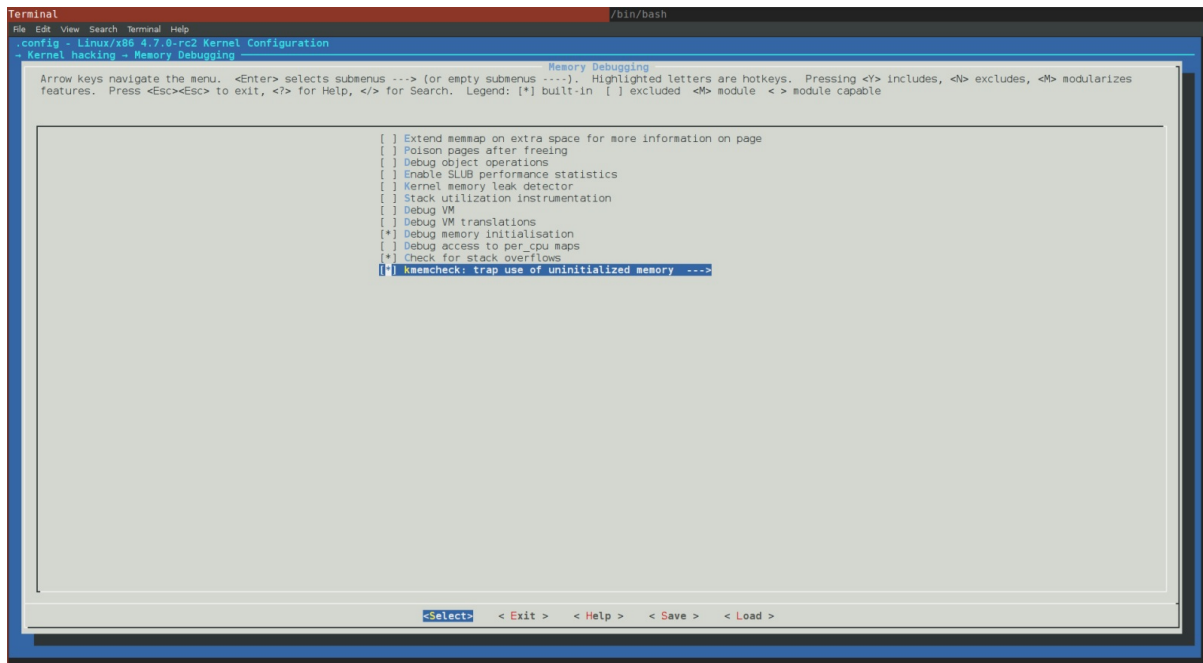 Terminal /bin/bash
File Edit View Search Terminal Help
.config - Linux/x86 4.7.0-rc2 Kernel Configuration
→ Kernel hacking → Memory Debugging
Memory Debugging
Arrow keys navigate the menu. <Enter> selects submenus ---> (or empty submenus ----). Highlighted letters are hotkeys. Pressing <Y> includes, <N> excludes, <M> modularizes
features. Press <Esc><Esc> to exit, <?> for Help, </> for Search. Legend: [*] built-in [ ] excluded <M> module < > module capable
[ ] Extend memmap on extra space for more information on page
[ ] Poison pages after freeing
[ ] Debug object operations
[ ] Enable SLUB performance statistics
[ ] Kernel memory leak detector
[ ] Stack utilization instrumentation
[ ] Debug VM
[ ] Debug VM translations
[*] Debug memory initialisation
[ ] Debug access to per_cpu maps
[*] Check for stack overflows
[*] kmemcheck: trap use of uninitialized memory --->
<Select> < Exit > < Help > < Save > < Load >